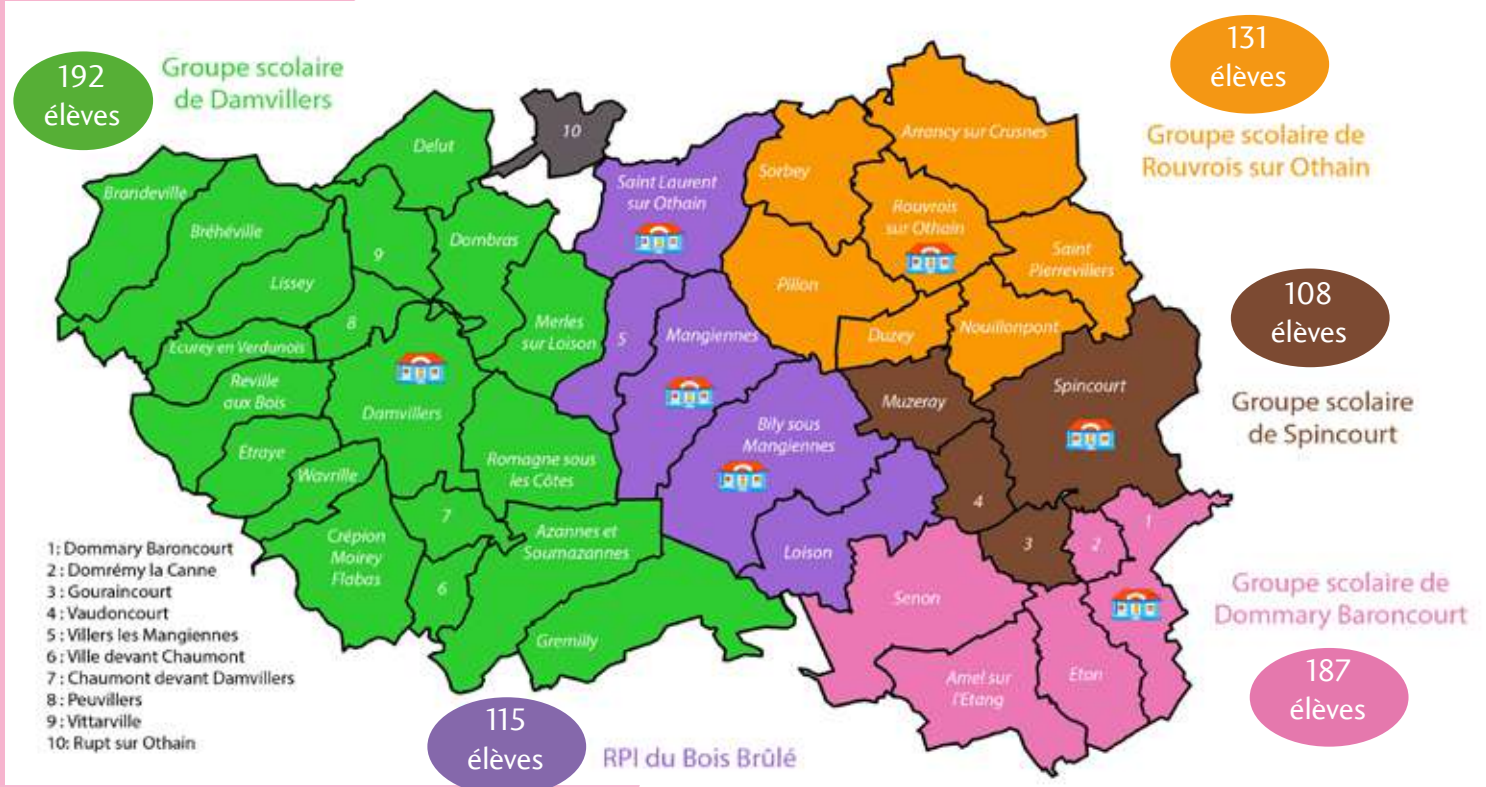 192
élèves
Groupe scolaire
de Damvillers
131
élèves
Groupe scolaire de
Rouvrois sur Othain
108
élèves
Groupe scolaire
de Spincourt
Groupe scolaire de
Dommary Baroncourt
187
élèves
115
élèves
RPI du Bois Brûlé
Brandeville
Bréhéville
Delut
10
Lissey
9
Dombras
8
Merles
sur Loison
Ecurey en Verdunois
Reville
aux Bois
Damvillers
Etraye
Wavrille
Romagne sous
les Côtes
7
Crépion
Moirey
Flabas
6
Azannes et
Soumazannes
Gremilly
Saint Laurent
sur Othain
5
Mangiennes
Bily sous
Mangiennes
Loison
Sorbey
Arrancy sur Crusnes
Rouvrois
sur Othain
Saint
Pierrevillers
Pillon
Duzey
Nouillonpont
Muzeray
Spincourt
4
3
2
1
Senon
Amel sur
l'Etang
Eton
1: Dommary Baroncourt
2 : Domrémy la Canne
3 : Gouraincourt
4 : Vaudoncourt
5 : Villers les Mangiennes
6 : Ville devant Chaumont
7 : Chaumont devant Damvillers
8 : Peuvillers
9 : Vittarville
10: Rupt sur Othain